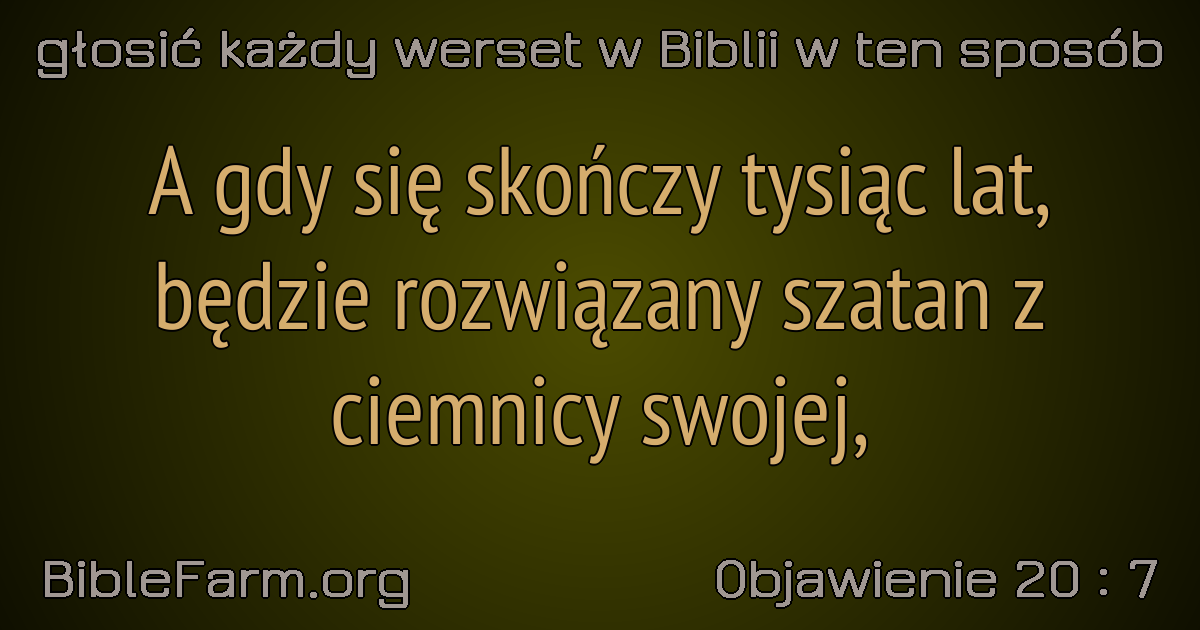 głosić każdy werset w Biblii w ten sposób
A gdy się skończy tysiąc lat,
będzie rozwiązany szatan z
ciemnicy swojej,
BibleFarm.org
Objawienie 20 : 7